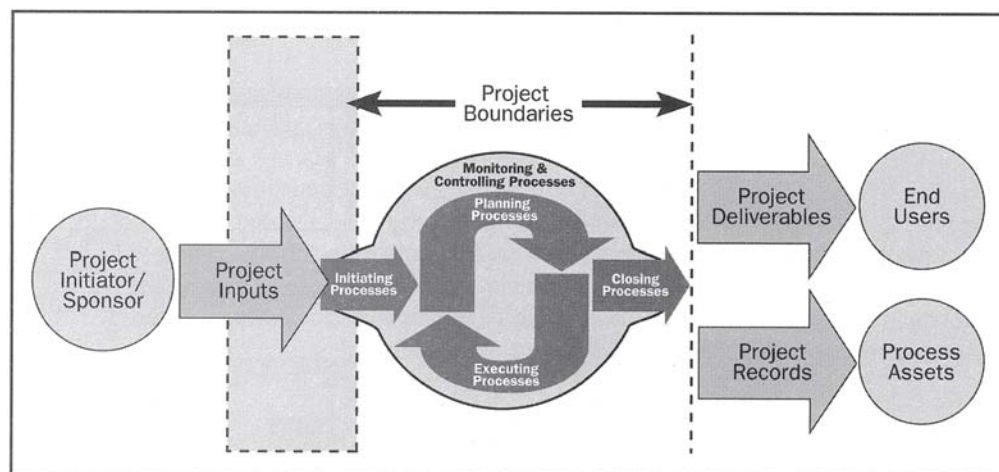 Project
Boundaries
Monitoring &
Controlling Processes
Planning
Processes
Project
Initiator/
Sponsor
Project
Inputs
Initiating
Processes
Closing
Processes
Executing
Processes
Project
Deliverables
End
Users
Project
Records
Process
Assets